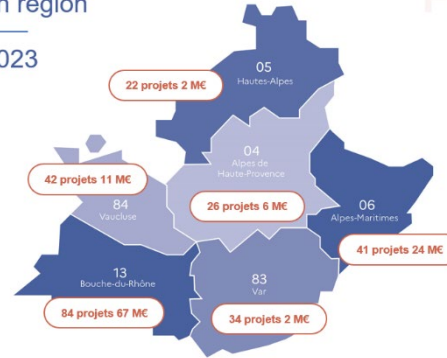 n région
2023
05
Hautes-Alpes
22 projets 2 M€
04
Alpes de
Haute-Provence
42 projets 11 M€
84
Vaucluse
26 projets 6 M€
06
Alpes-Maritimes
41 projets 24 M€
13
Bouche-du-Rhône
83
Var
84 projets 67 M€
34 projets 2 M€